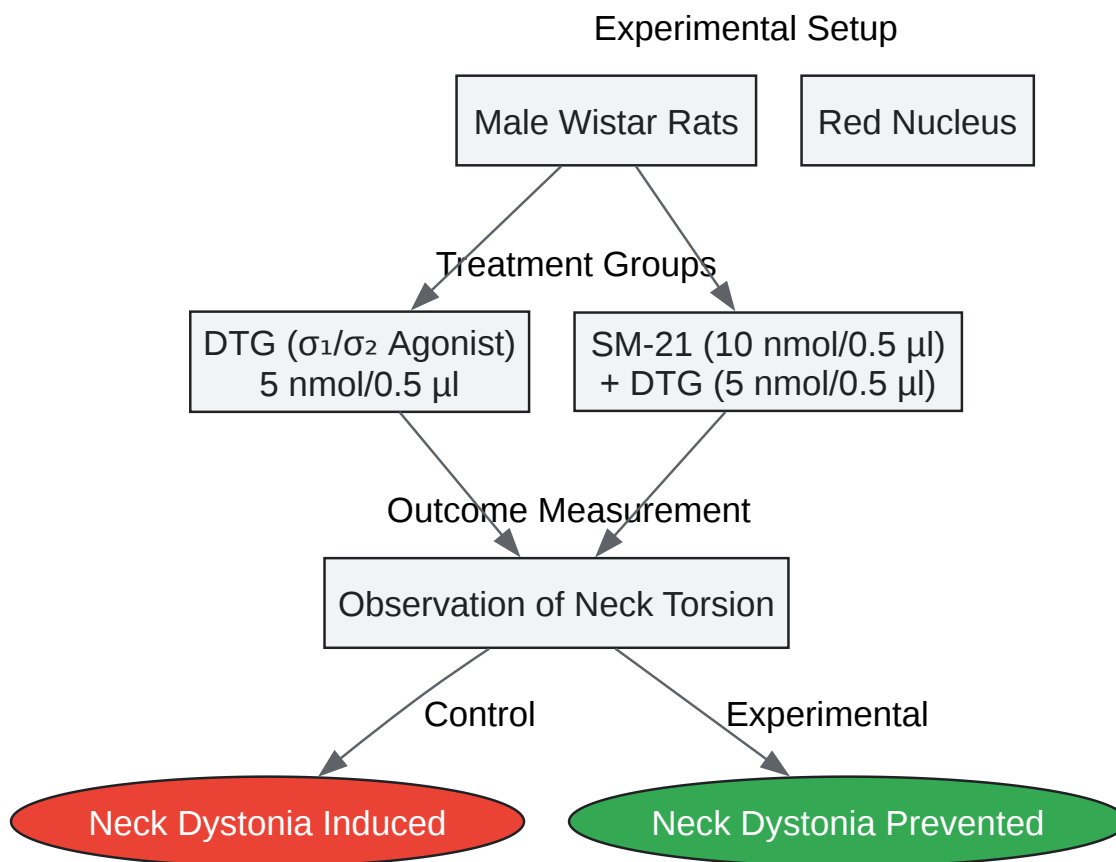 Experimental Setup
Male Wistar Rats
Red Nucleus
Treatment Groups
DTG (σ₁/σ₂ Agonist)
5 nmol/0.5 µl
SM-21 (10 nmol/0.5 µl)
+ DTG (5 nmol/0.5 µl)
Outcome Measurement
Observation of Neck Torsion
Control
Experimental
Neck Dystonia Induced
Neck Dystonia Prevented